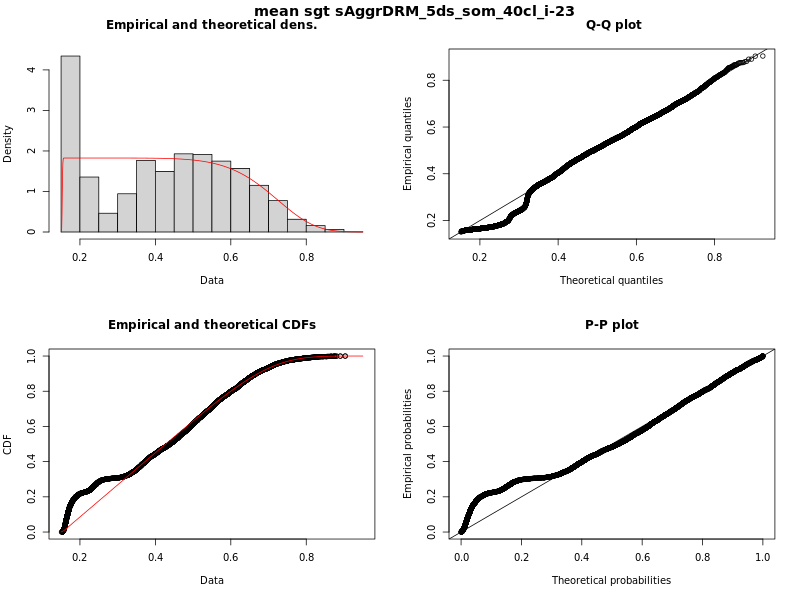 mean sgt sAggrDRM_5ds_som_40cl_i-23
Empirical and theoretical dens.
Density
0 1 2 3 4
0.2 0.4 0.6 0.8
Data
Q-Q plot
Empirical quantiles
0.2 0.4 0.6 0.8
0.2 0.4 0.6 0.8
Theoretical quantiles
Empirical and theoretical CDFs
CDF
0.0 0.2 0.4 0.6 0.8 1.0
0.2 0.4 0.6 0.8
Data
P-P plot
Empirical probabilities
0.0 0.2 0.4 0.6 0.8 1.0
0.0 0.2 0.4 0.6 0.8 1.0
Theoretical probabilities